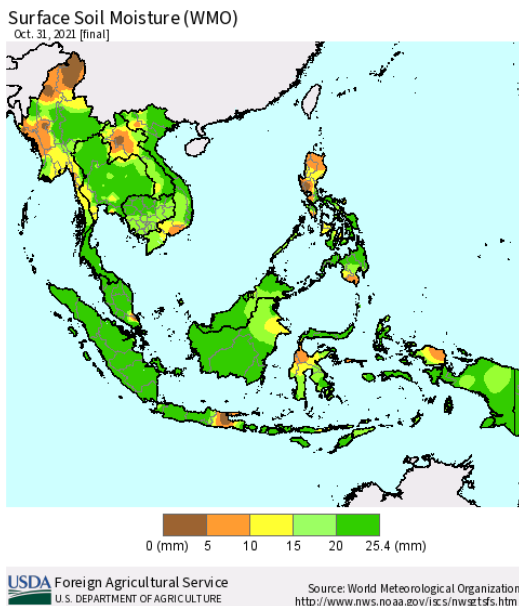 Surface Soil Moisture (WMO)
Oct. 31, 2021 [final]
0 (mm) 5 10 15 20 25.4 (mm)
USDA Foreign Agricultural Service
U.S. DEPARTMENT OF AGRICULTURE
Source: World Meteorological Organization
http://www.nws.noaa.gov/iscs/nwsgtsfs.htm